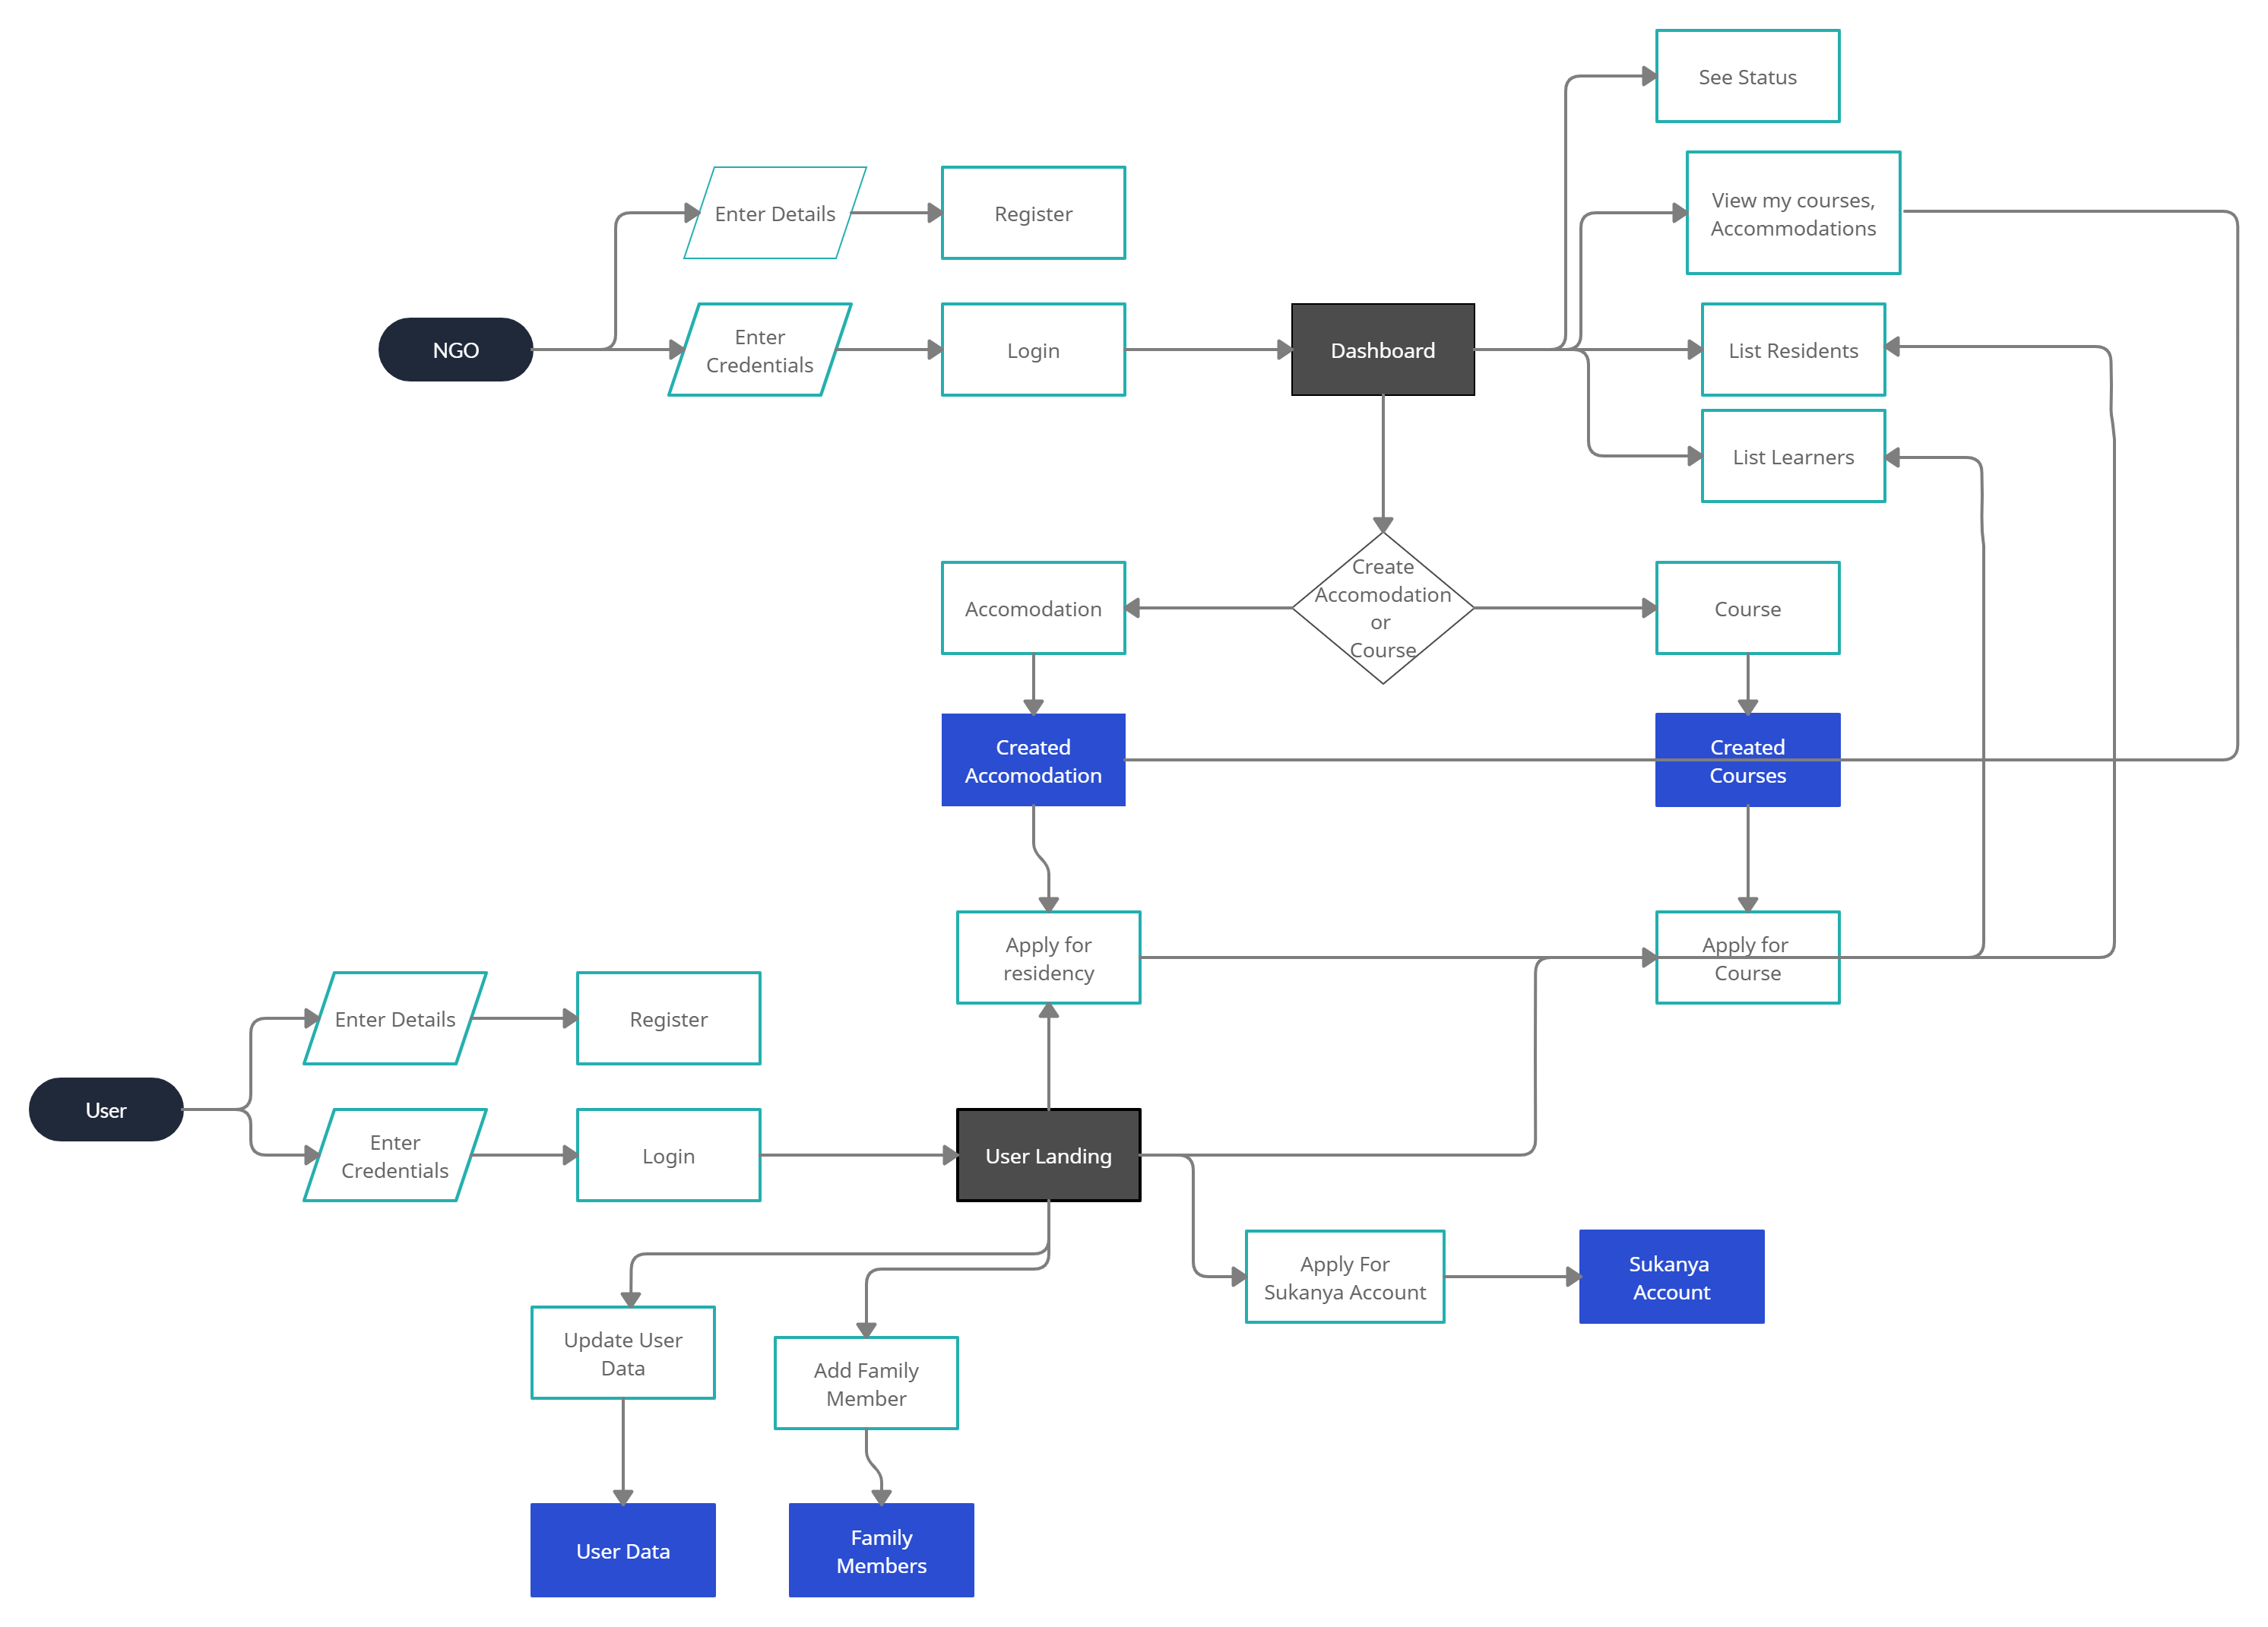 See Status
View my courses,
Accommodations
Enter Details
Register
NGO
Enter
Credentials
Login
Dashboard
List Residents
List Learners
Create
Accomodation
or
Course
Accomodation
Course
Created
Accomodation
Created
Courses
Apply for
residency
Apply for
Course
Enter Details
Register
User
Enter
Credentials
Login
User Landing
Apply For
Sukanya Account
Sukanya
Account
Update User
Data
Add Family
Member
User Data
Family
Members